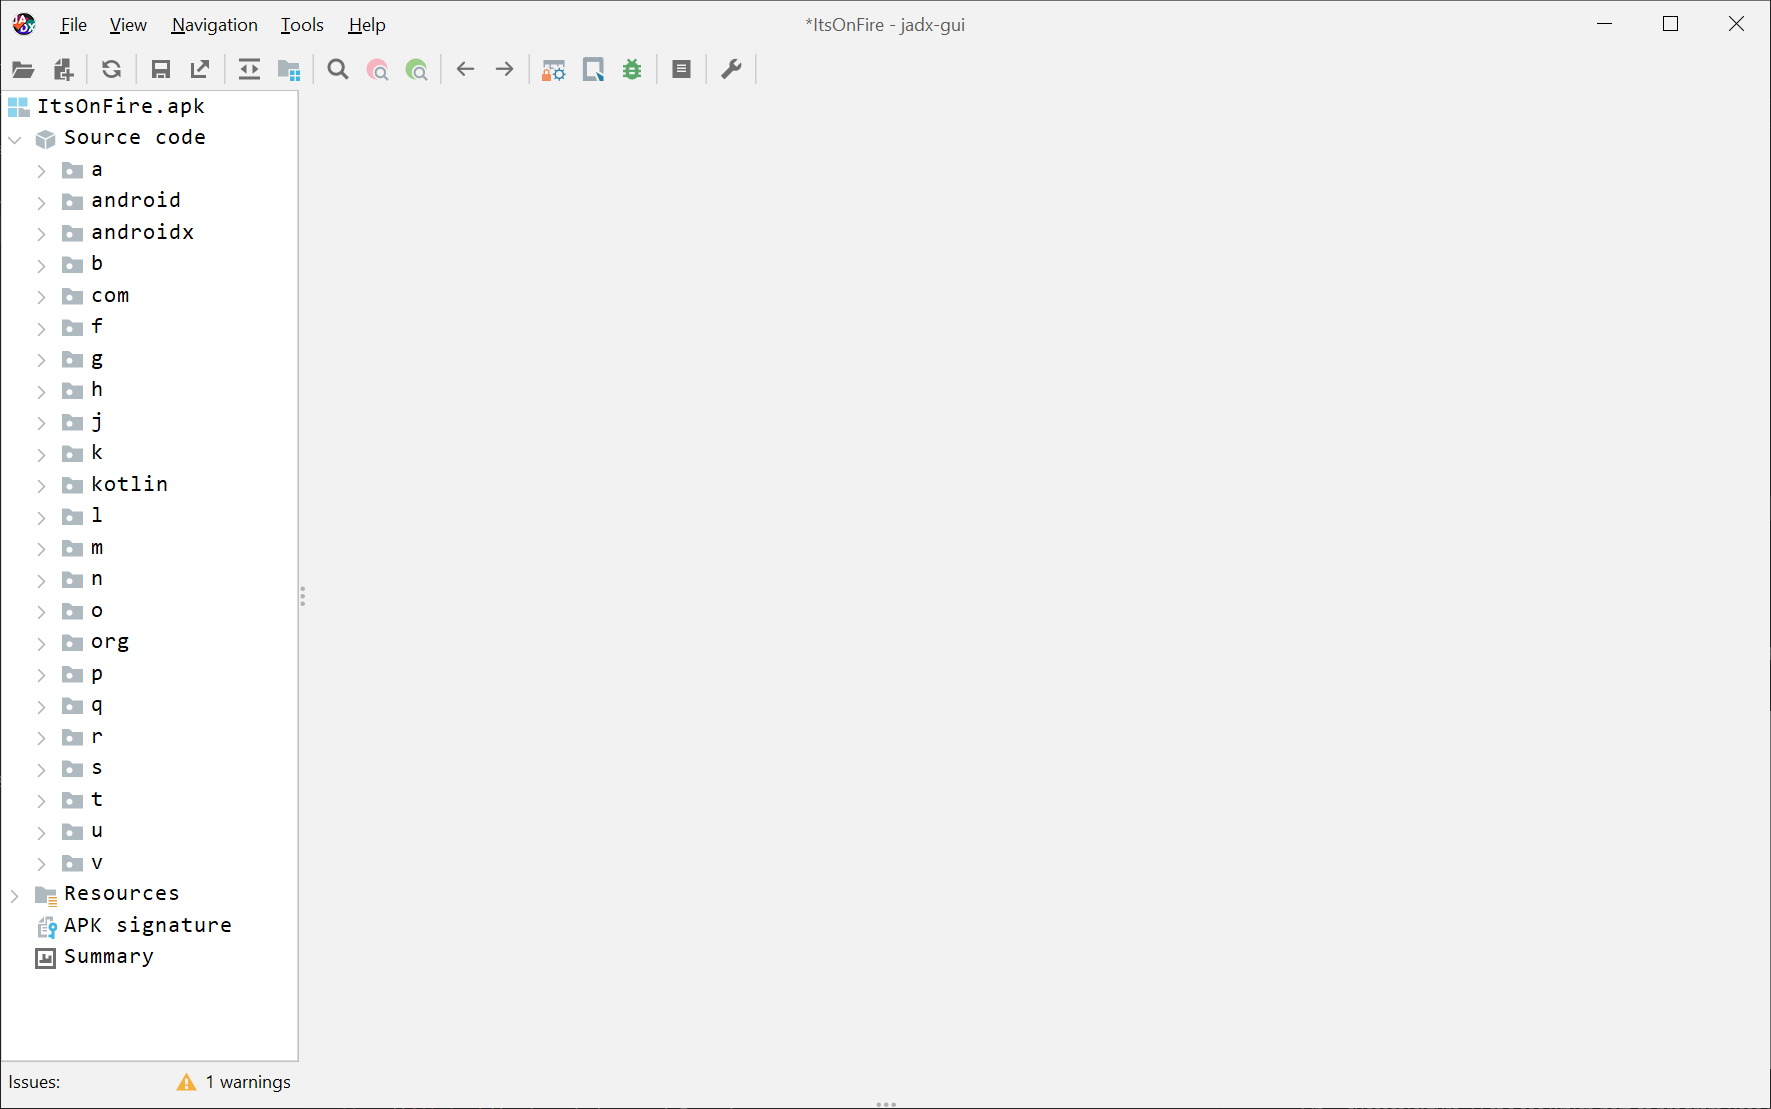 File View Navigation Tools Help
*ItsOnFire - jadx-gui
ItsOnFire.apk
Source code
a
android
androidx
b
com
f
g
h
j
k
kotlin
l
m
n
o
org
p
q
r
s
t
u
v
Resources
APK signature
Summary
Issues: 1 warnings